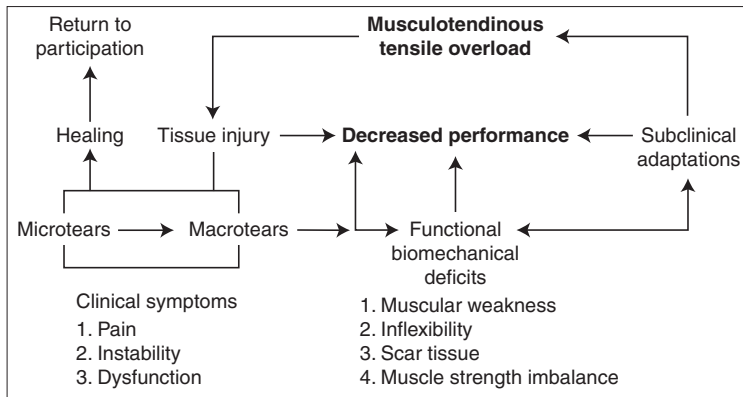 Return to
participation
Musculotendinous
tensile overload
Healing
Tissue injury
Decreased performance
Subclinical
adaptations
Microtears
Macrotears
Functional
biomechanical
deficits
Clinical symptoms
1. Pain
2. Instability
3. Dysfunction
1. Muscular weakness
2. Inflexibility
3. Scar tissue
4. Muscle strength imbalance